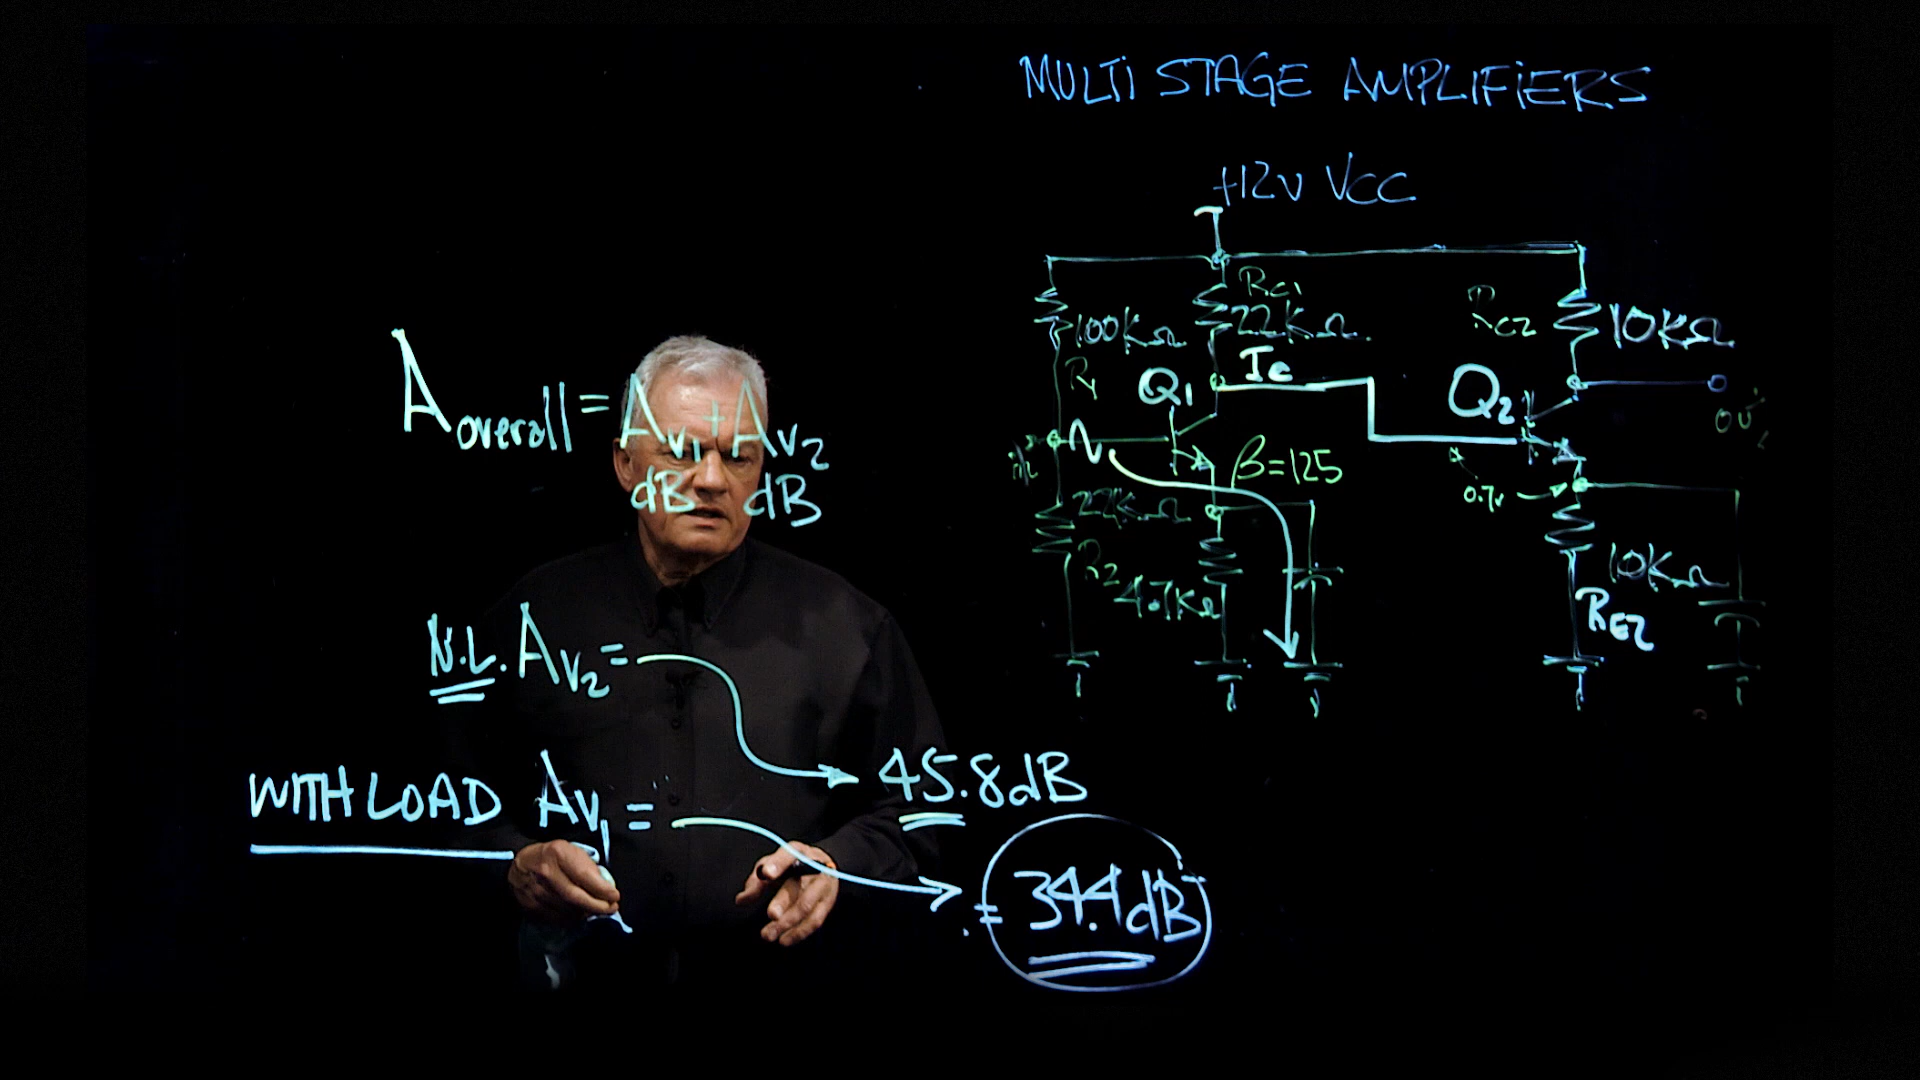 MULTI STAGE AMPLIFIERS
+12V VCC
RC1
100KΩ
22KΩ
RC2
10KΩ
R1
Q1
Ic
Q2
Aoverall = Av1 + Av2
dB dB
β=125
0.7v
22KΩ
R2
4.7KΩ
10KΩ
RE2
N.L. Av2 =
45.8dB
WITH LOAD Av1 =
= 34.4dB